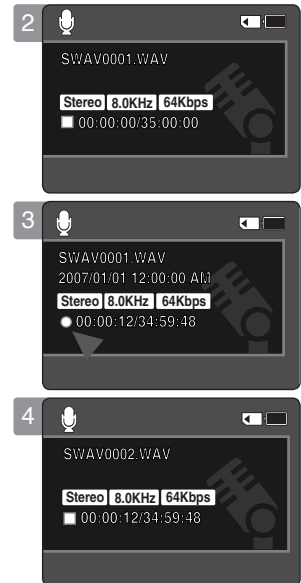 2
SWAV0001.WAV
Stereo 8.0KHz 64Kbps
00:00:00/35:00:00
3
SWAV0001.WAV
2007/01/01 12:00:00 AM
Stereo 8.0KHz 64Kbps
00:00:12/34:59:48
4
SWAV0002.WAV
Stereo 8.0KHz 64Kbps
00:00:12/34:59:48